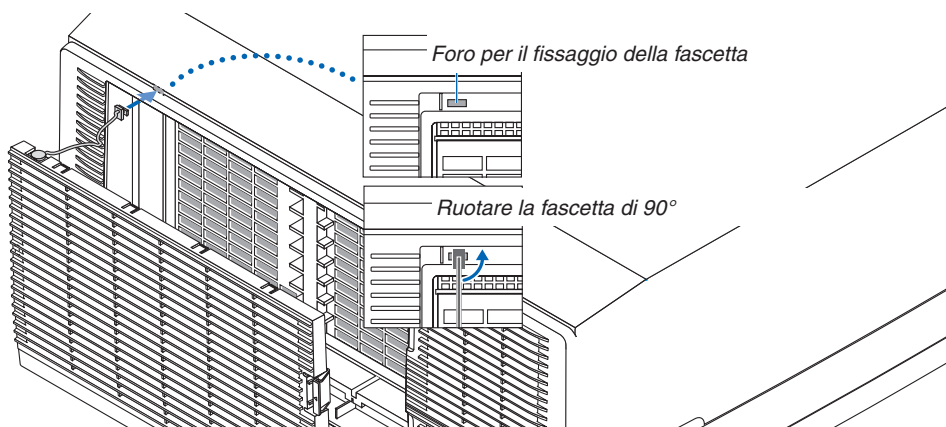 Foro per il fissaggio della fascetta
Ruotare la fascetta di 90°